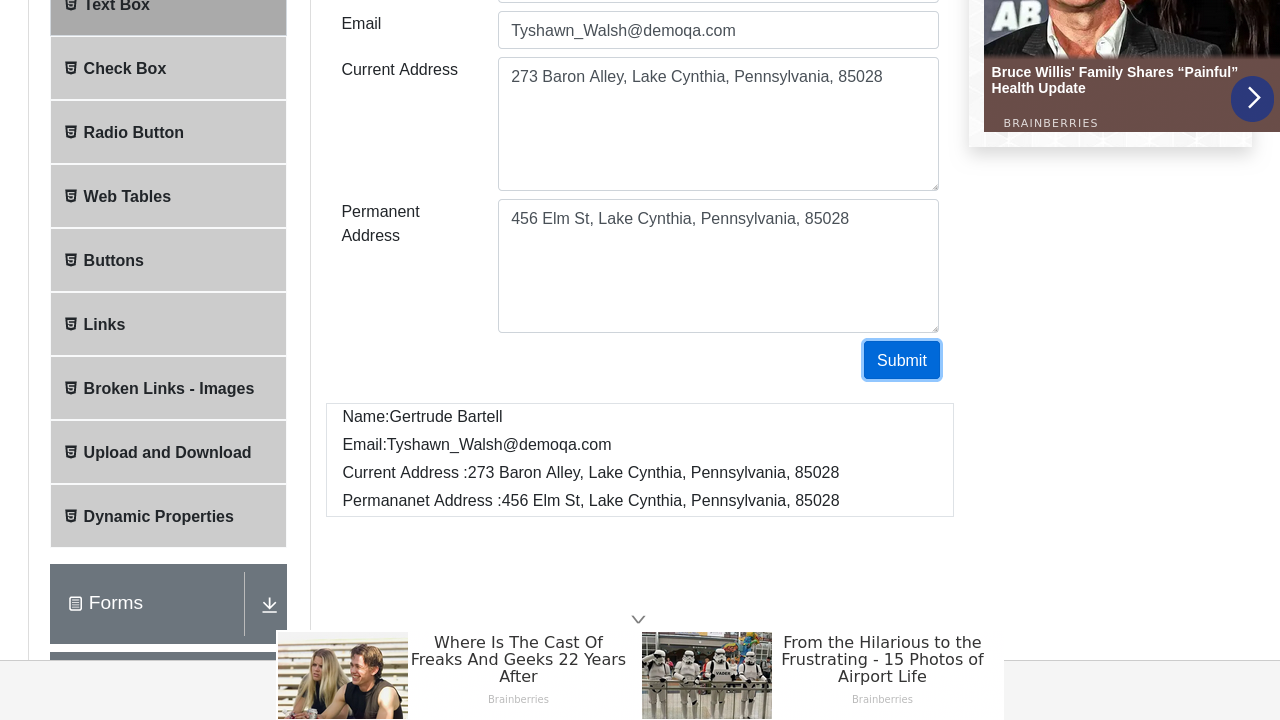 Text Box
Email
Tyshawn_Walsh@demoqa.com
Current Address
273 Baron Alley, Lake Cynthia, Pennsylvania, 85028
Permanent
Address
456 Elm St, Lake Cynthia, Pennsylvania, 85028
Submit
Name:Gertrude Bartell
Email:Tyshawn_Walsh@demoqa.com
Current Address :273 Baron Alley, Lake Cynthia, Pennsylvania, 85028
Permananet Address :456 Elm St, Lake Cynthia, Pennsylvania, 85028
Check Box
Radio Button
Web Tables
Buttons
Links
Broken Links - Images
Upload and Download
Dynamic Properties
Forms
AB
Bruce Willis' Family Shares “Painful”
Health Update
BRAINBERRIES
Where Is The Cast Of
Freaks And Geeks 22 Years
After
Brainberries
From the Hilarious to the
Frustrating - 15 Photos of
Airport Life
Brainberries